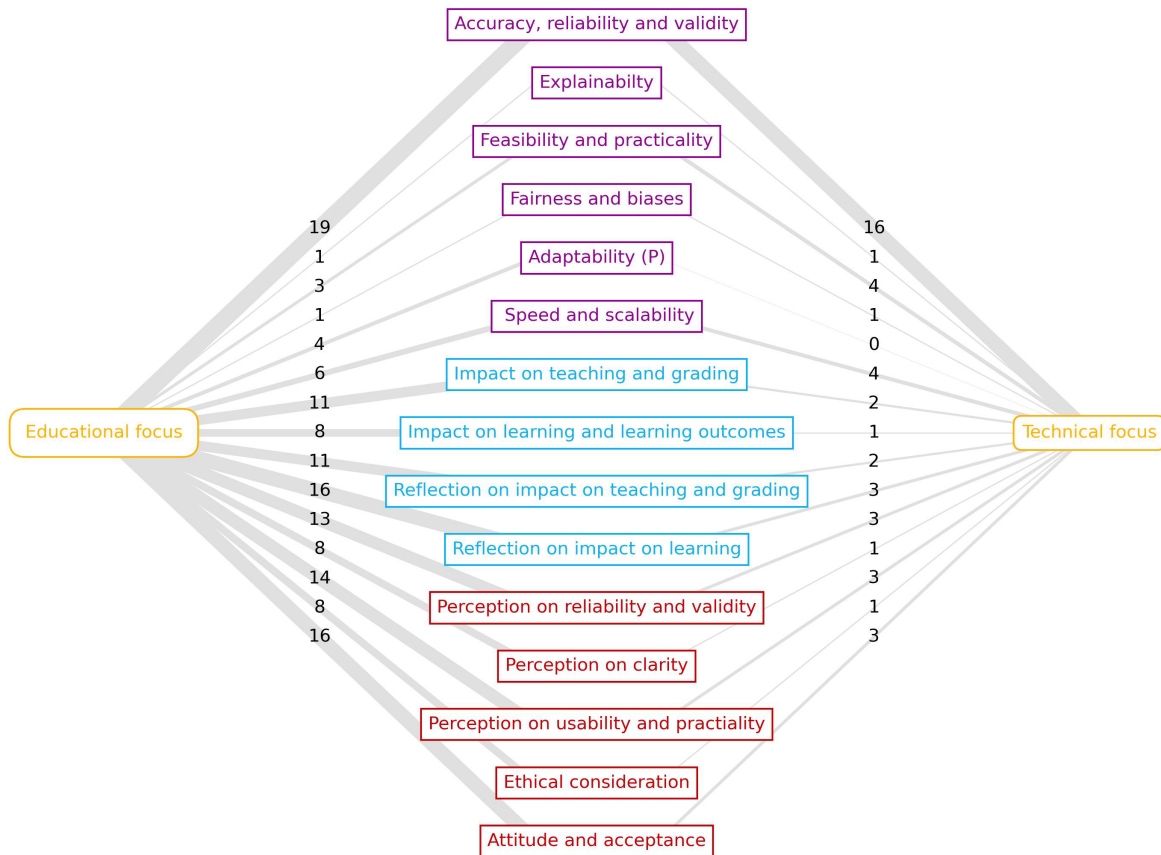 Accuracy, reliability and validity
Explainabilty
Feasibility and practicality
Fairness and biases
19
16
1
Adaptability (P)
1
3
4
1
Speed and scalability
1
4
0
6
Impact on teaching and grading
4
11
2
Educational focus
8
Impact on learning and learning outcomes
1
Technical focus
11
2
16
Reflection on impact on teaching and grading
3
13
3
8
Reflection on impact on learning
1
14
3
8
Perception on reliability and validity
1
16
3
Perception on clarity
Perception on usability and practiality
Ethical consideration
Attitude and acceptance